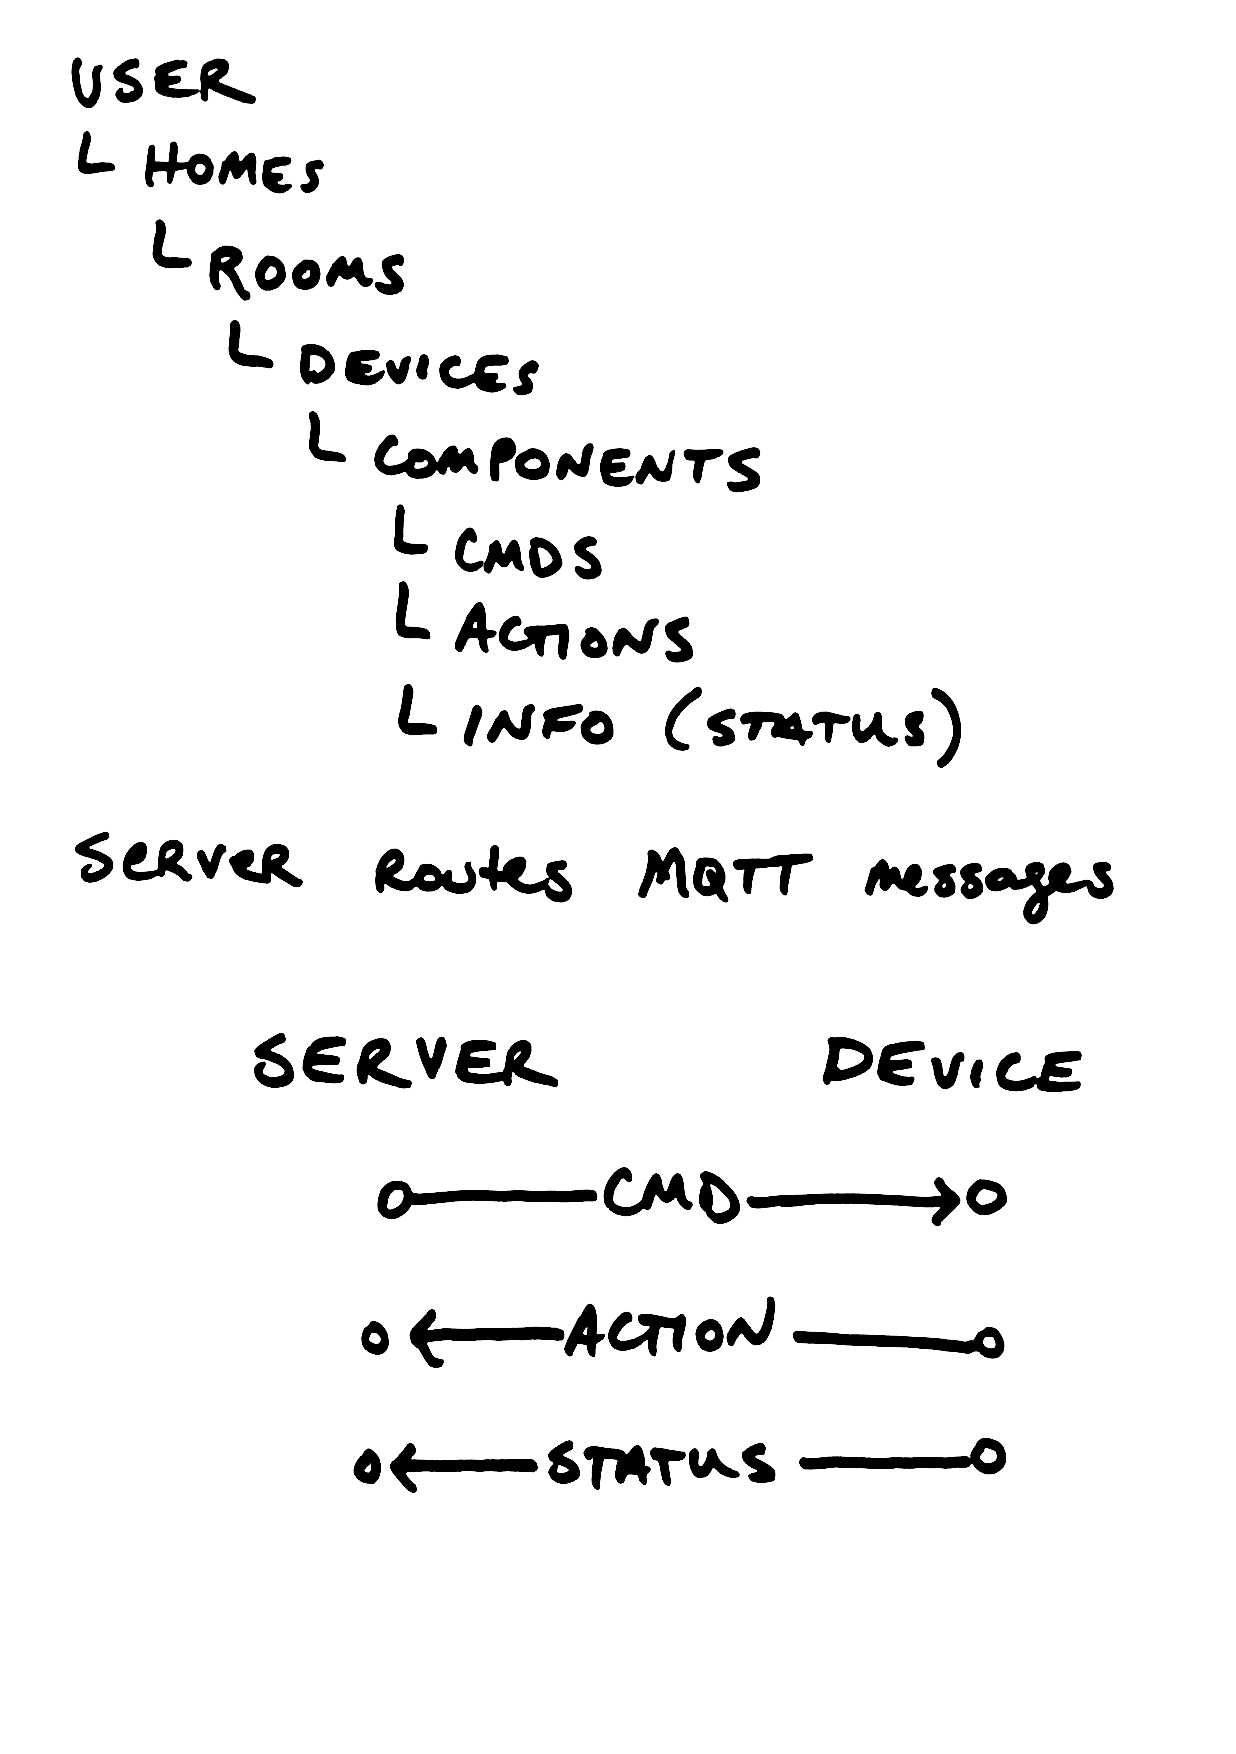 USER
HOMES
ROOMS
DEVICES
COMPONENTS
CMDS
ACTIONS
INFO (STATUS)
SERVER Routes MQTT messages
SERVER DEVICE
CMD
ACTION
STATUS